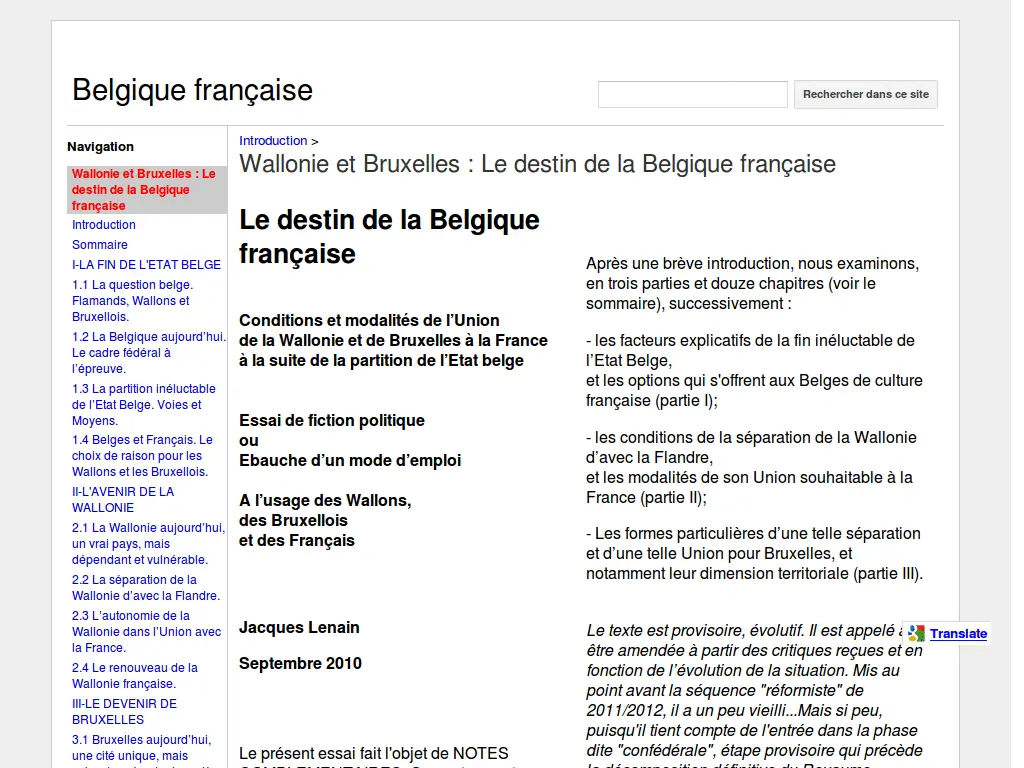 Belgique française
Rechercher dans ce site
Navigation
Wallonie et Bruxelles : Le
destin de la Belgique
française
Introduction
Sommaire
I-LA FIN DE L'ETAT BELGE
1.1 La question belge.
Flamands, Wallons et
Bruxellois.
1.2 La Belgique aujourd’hui.
Le cadre fédéral à
l’épreuve.
1.3 La partition inéluctable
de l’Etat Belge. Voies et
Moyens.
1.4 Belges et Français. Le
choix de raison pour les
Wallons et les Bruxellois.
II-L'AVENIR DE LA
WALLONIE
2.1 La Wallonie aujourd’hui,
un vrai pays, mais
dépendant et vulnérable.
2.2 La séparation de la
Wallonie d’avec la Flandre.
2.3 L’autonomie de la
Wallonie dans l’Union avec
la France.
2.4 Le renouveau de la
Wallonie française.
III-LE DEVENIR DE
BRUXELLES
3.1 Bruxelles aujourd’hui,
une cité unique, mais
Introduction >
Wallonie et Bruxelles : Le destin de la Belgique française
Le destin de la Belgique
française
Conditions et modalités de l’Union
de la Wallonie et de Bruxelles à la France
à la suite de la partition de l’Etat belge
Essai de fiction politique
ou
Ebauche d’un mode d’emploi
A l’usage des Wallons,
des Bruxellois
et des Français
Jacques Lenain
Septembre 2010
Le présent essai fait l'objet de NOTES
Après une brève introduction, nous examinons,
en trois parties et douze chapitres (voir le
sommaire), successivement :
- les facteurs explicatifs de la fin inéluctable de
l’Etat Belge,
et les options qui s'offrent aux Belges de culture
française (partie I);
- les conditions de la séparation de la Wallonie
d’avec la Flandre,
et les modalités de son Union souhaitable à la
France (partie II);
- Les formes particulières d’une telle séparation
et d’une telle Union pour Bruxelles, et
notamment leur dimension territoriale (partie III).
Le texte est provisoire, évolutif. Il est appelé
être amendée à partir des critiques reçues et en
fonction de l’évolution de la situation. Mis au
point avant la séquence "réformiste" de
2011/2012, il a un peu vieilli...Mais si peu,
puisqu'il tient compte de l'entrée dans la phase
dite "confédérale", étape provisoire qui précède
Translate